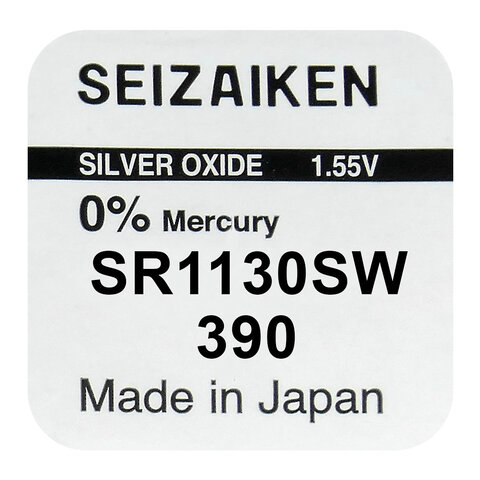 SEIZAIKEN
SILVER OXIDE 1.55V
0% Mercury
SR1130SW
390
Made in Japan